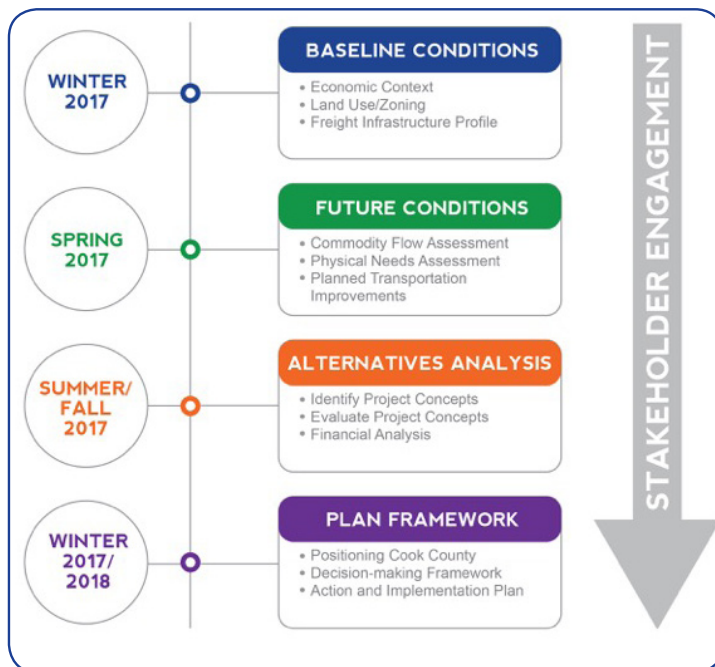 WINTER
2017
BASELINE CONDITIONS
• Economic Context
• Land Use/Zoning
• Freight Infrastructure Profile
SPRING
2017
FUTURE CONDITIONS
• Commodity Flow Assessment
• Physical Needs Assessment
• Planned Transportation
Improvements
SUMMER/
FALL
2017
ALTERNATIVES ANALYSIS
• Identify Project Concepts
• Evaluate Project Concepts
• Financial Analysis
WINTER
2017/
2018
PLAN FRAMEWORK
• Positioning Cook County
• Decision-making Framework
• Action and Implementation Plan
STAKEHOLDER ENGAGEMENT